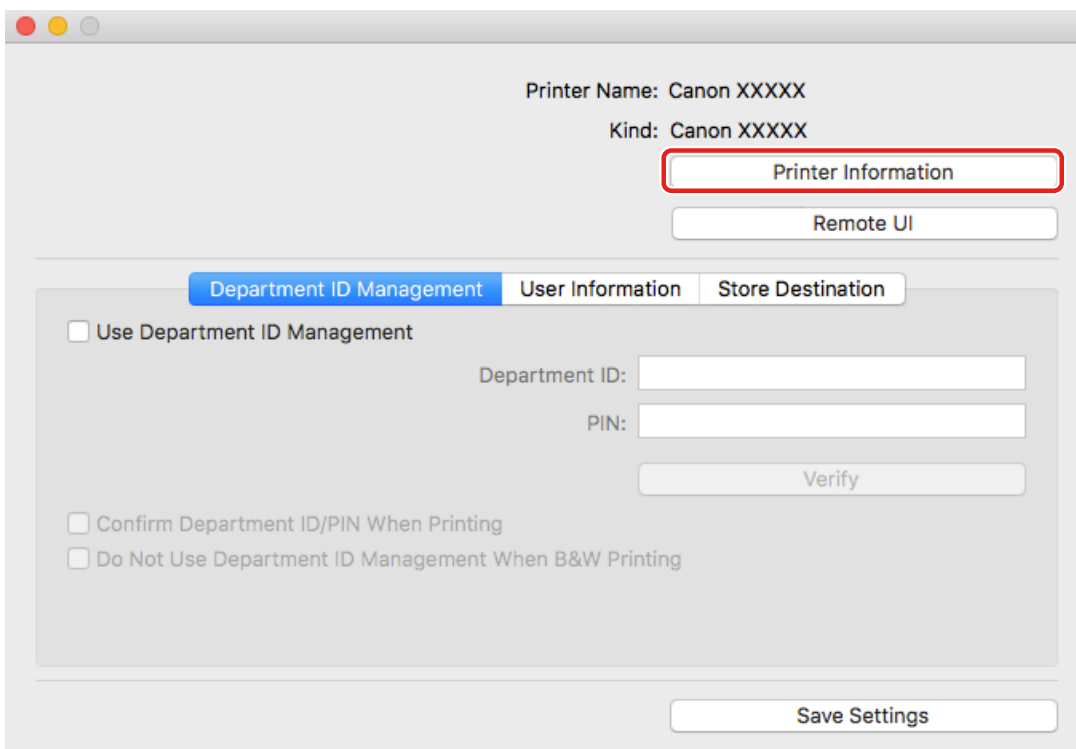 Printer Name: Canon XXXXX
Kind: Canon XXXXX
Printer Information
Remote UI
Department ID Management User Information Store Destination
Use Department ID Management
Department ID:
PIN:
Verify
Confirm Department ID/PIN When Printing
Do Not Use Department ID Management When B&W Printing
Save Settings